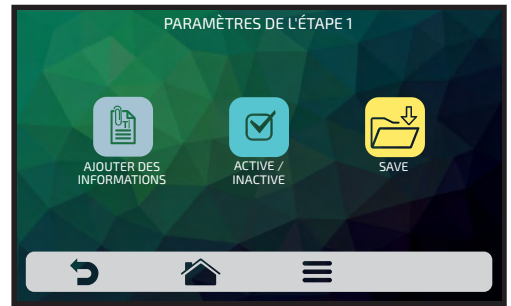 PARAMÈTRES DE L'ÉTAPE 1
AJOUTER DES
INFORMATIONS
ACTIVE /
INACTIVE
SAVE